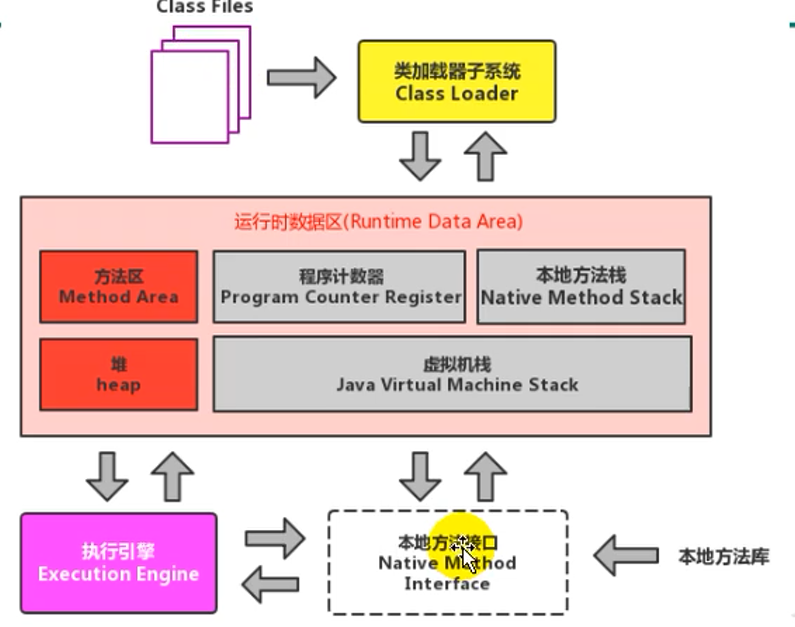 Class Files
类加载器子系统
Class Loader
运行时数据区(Runtime Data Area)
方法区
Method Area
程序计数器
Program Counter Register
本地方法栈
Native Method Stack
堆
heap
虚拟机栈
Java Virtual Machine Stack
执行引擎
Execution Engine
本地方法接口
Native Method
Interface
本地方法库